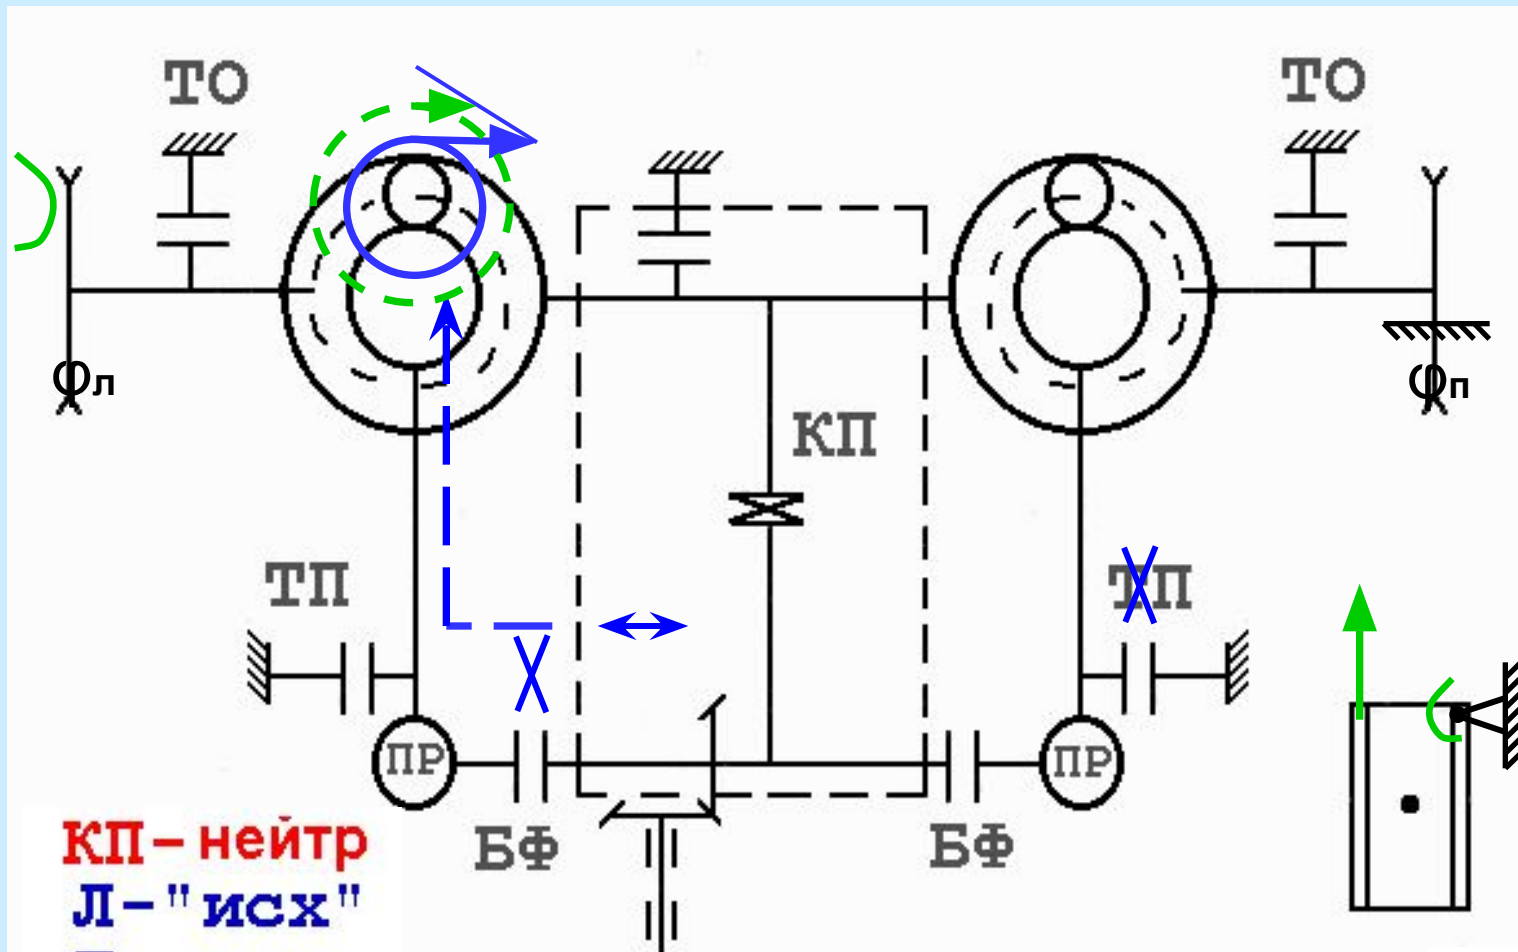 ТО
ТО
φл
φп
КП
ТП
ТП
ПР
ПР
БФ
БФ
КП-нейтр
Л-"исх"